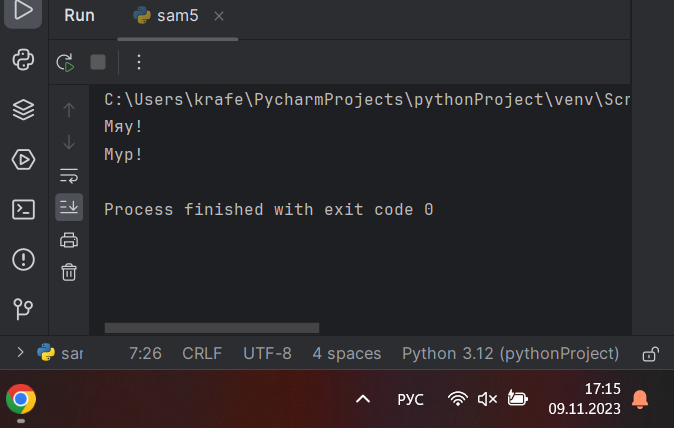 Run sam5
C:\Users\krafe\PycharmProjects\pythonProject\venv\Scr
Мяу!
Мур!
Process finished with exit code 0
sar 7:26 CRLF UTF-8 4 spaces Python 3.12 (pythonProject)
РУС 17:15
09.11.2023